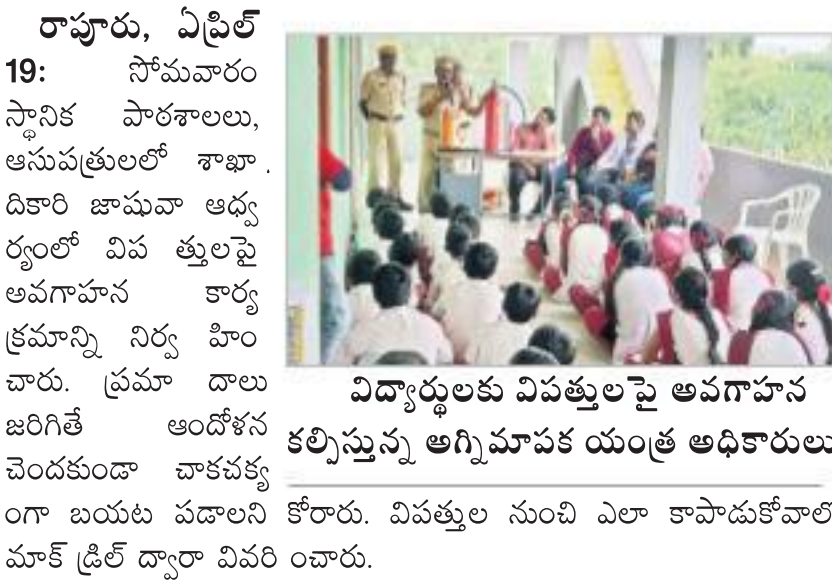 రాపూరు, ఏప్రిల్
19: సోమవారం
స్థానిక పాఠశాలలు,
ఆసుపత్రులలో శాఖా
దికారి జాషువా ఆధ్వ
ర్యంలో విప త్తులపై
అవగాహన కార్య
క్రమాన్ని నిర్వ హిం
చారు. ప్రమా దాలు
జరిగితే ఆందోళన
చెందకుండా చాకచక్య
ంగా బయట పడాలని
విద్యార్థులకు విపత్తులపై అవగాహన
కల్పిస్తున్న అగ్నిమాపక యంత్ర అధికారులు
కోరారు. విపత్తుల నుంచి ఎలా కాపాడుకోవాలో
మాక్ డ్రిల్ ద్వారా వివరి ంచారు.